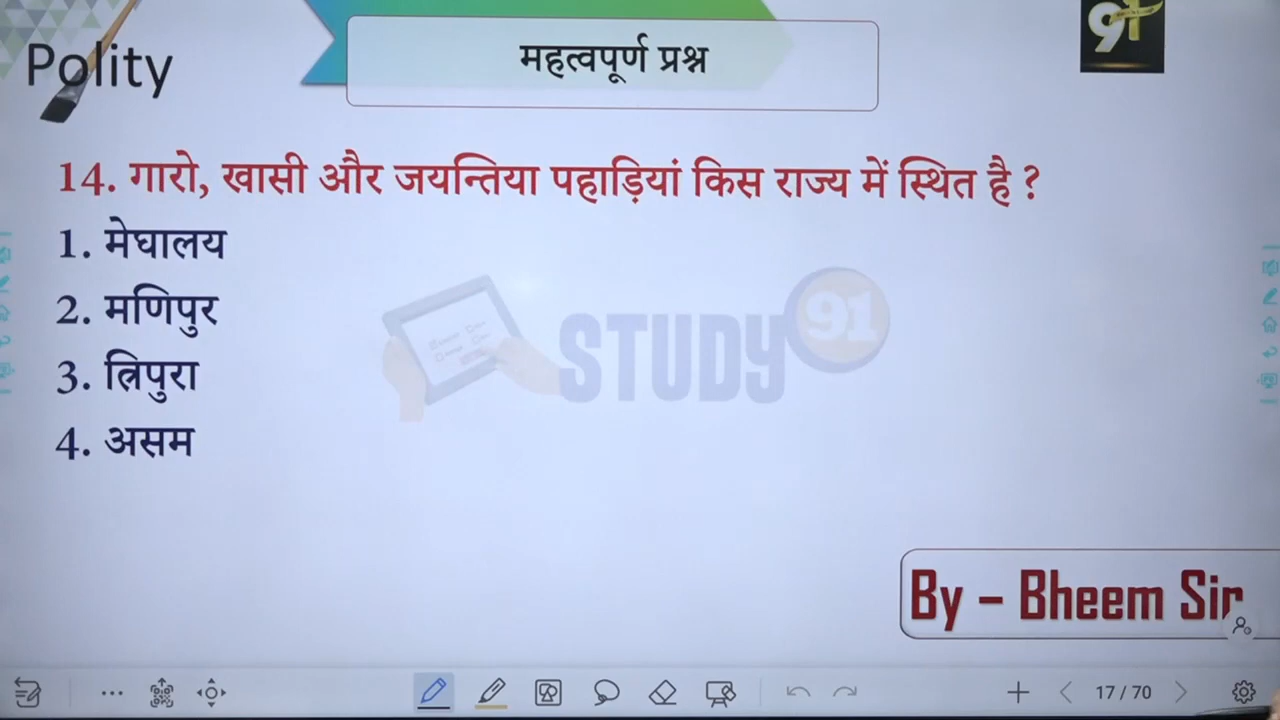 Polity
महत्वपूर्ण प्रश्न
91
14. गारो, खासी और जयन्तिया पहाड़ियां किस राज्य में स्थित है ?
1. मेघालय
2. मणिपुर
3. त्रिपुरा
4. असम
STUDY 91
By – Bheem Sir
17 / 70